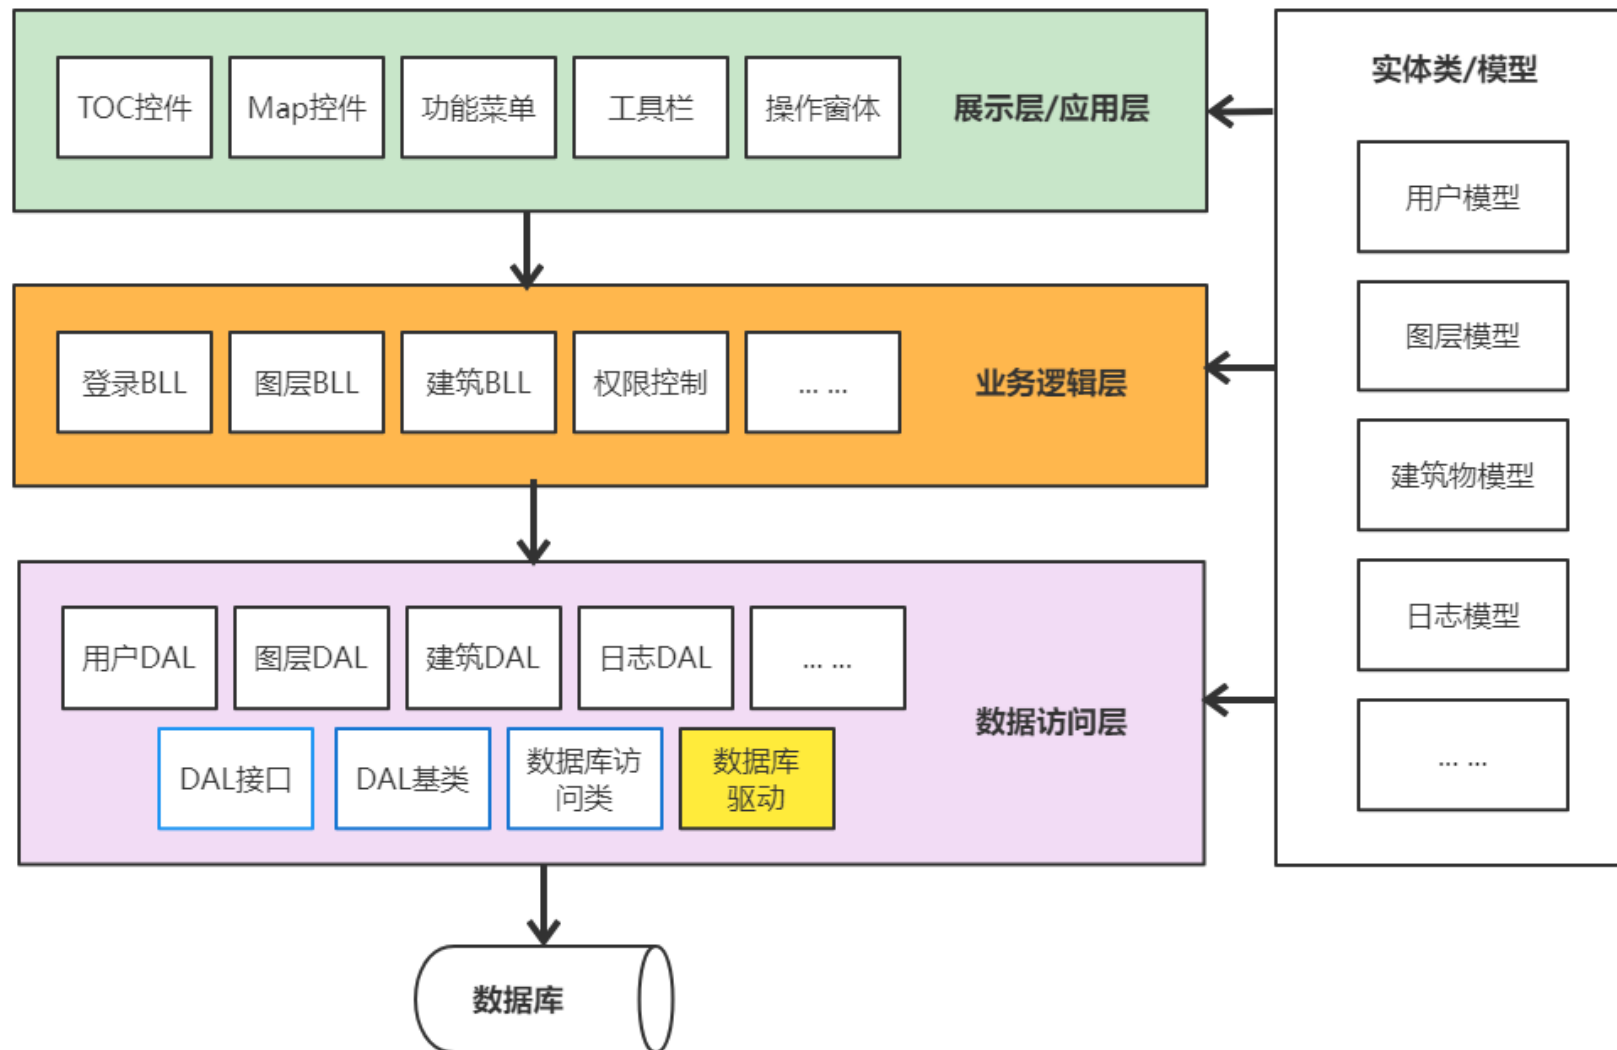 TOC控件
Map控件
功能菜单
工具栏
操作窗体
展示层/应用层
登录BLL
图层BLL
建筑BLL
权限控制
... ...
业务逻辑层
用户DAL
图层DAL
建筑DAL
日志DAL
... ...
DAL接口
DAL基类
数据库访
问类
数据库
驱动
数据访问层
数据库
实体类/模型
用户模型
图层模型
建筑物模型
日志模型
... ...